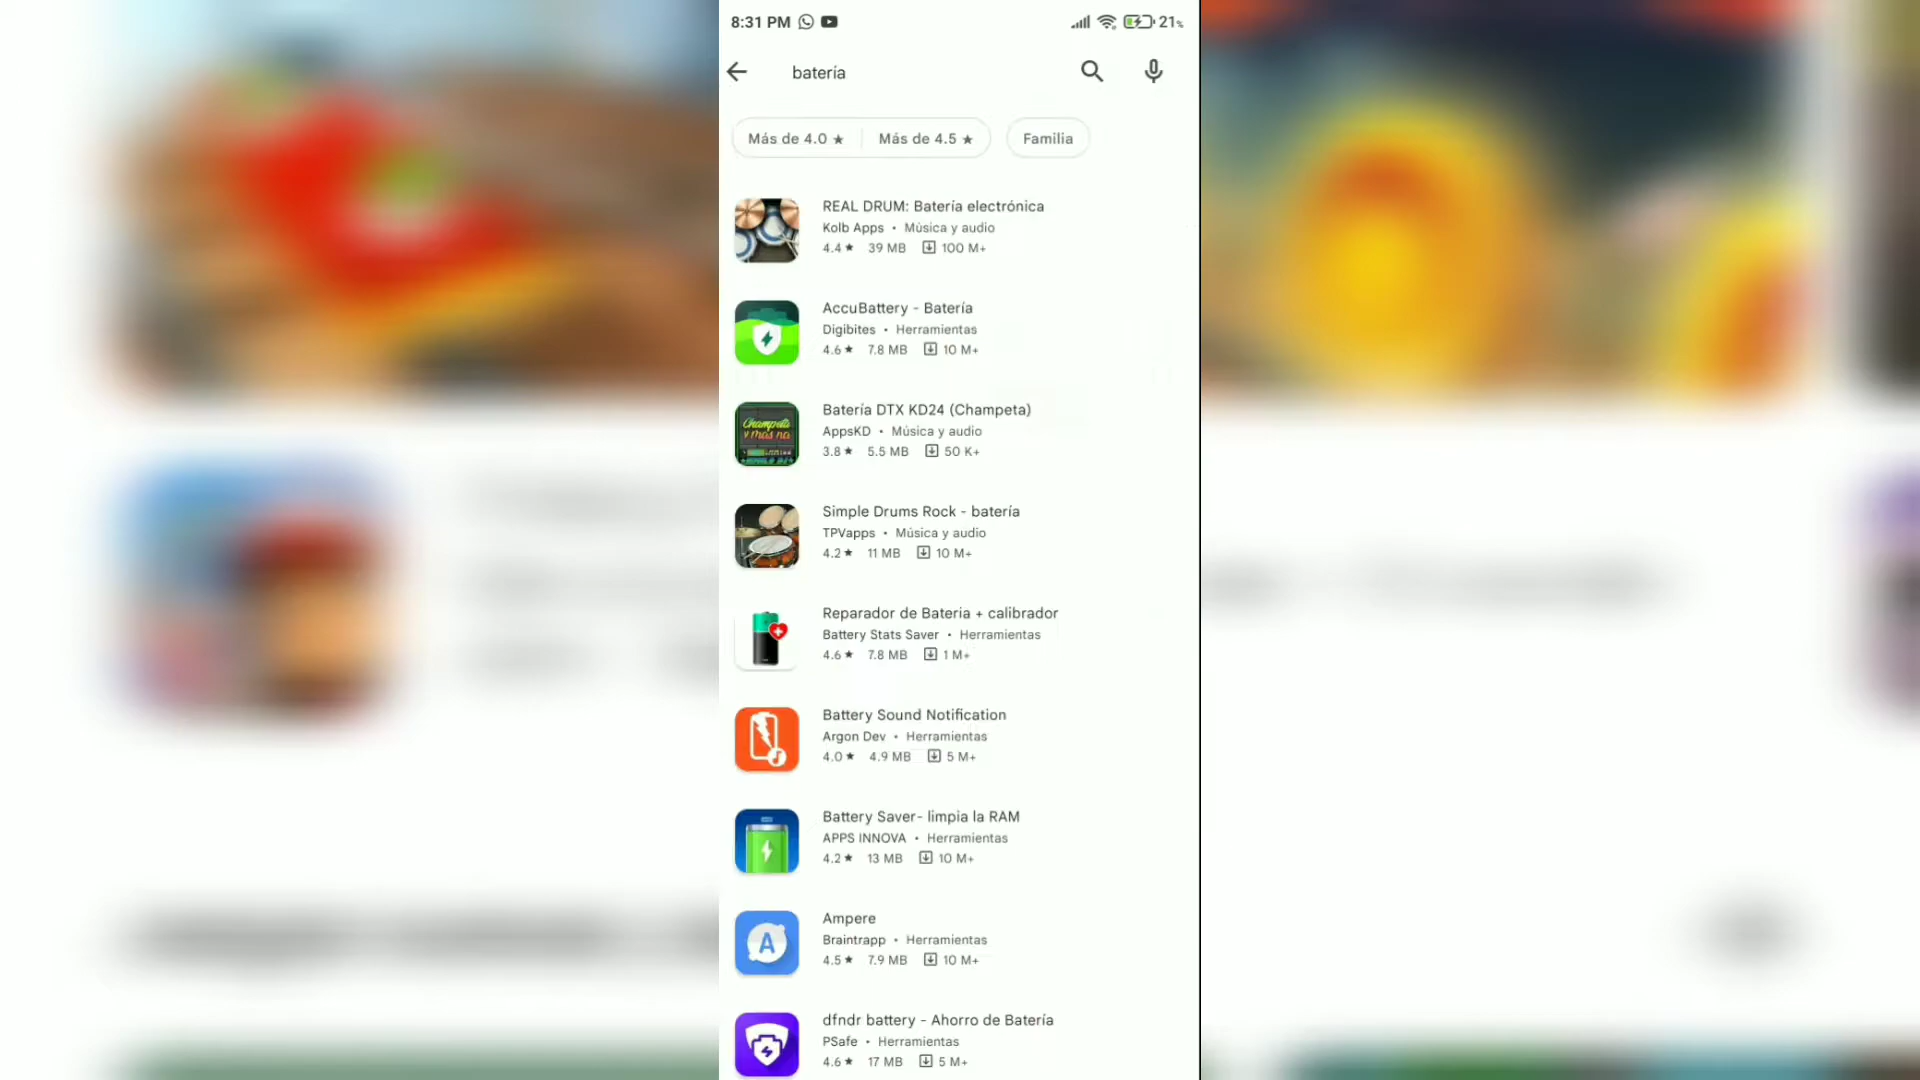 8:31 PM 21%
batería
Más de 4.0 ★ Más de 4.5 ★ Familia
REAL DRUM: Batería electrónica
Kolb Apps • Música y audio
4.4 ★ 39 MB 100 M+
AccuBattery - Batería
Digibites • Herramientas
4.6 ★ 7.8 MB 10 M+
Champeta
y más na
Batería DTX KD24 (Champeta)
AppsKD • Música y audio
3.8 ★ 5.5 MB 50 K+
Simple Drums Rock - batería
TPVapps • Música y audio
4.2 ★ 11 MB 10 M+
Reparador de Bateria + calibrador
Battery Stats Saver • Herramientas
4.6 ★ 7.8 MB 1 M+
Battery Sound Notification
Argon Dev • Herramientas
4.0 ★ 4.9 MB 5 M+
Battery Saver- limpia la RAM
APPS INNOVA • Herramientas
4.2 ★ 13 MB 10 M+
A
Ampere
Braintrapp • Herramientas
4.5 ★ 7.9 MB 10 M+
dfndr battery - Ahorro de Batería
PSafe • Herramientas
4.6 ★ 17 MB 5 M+